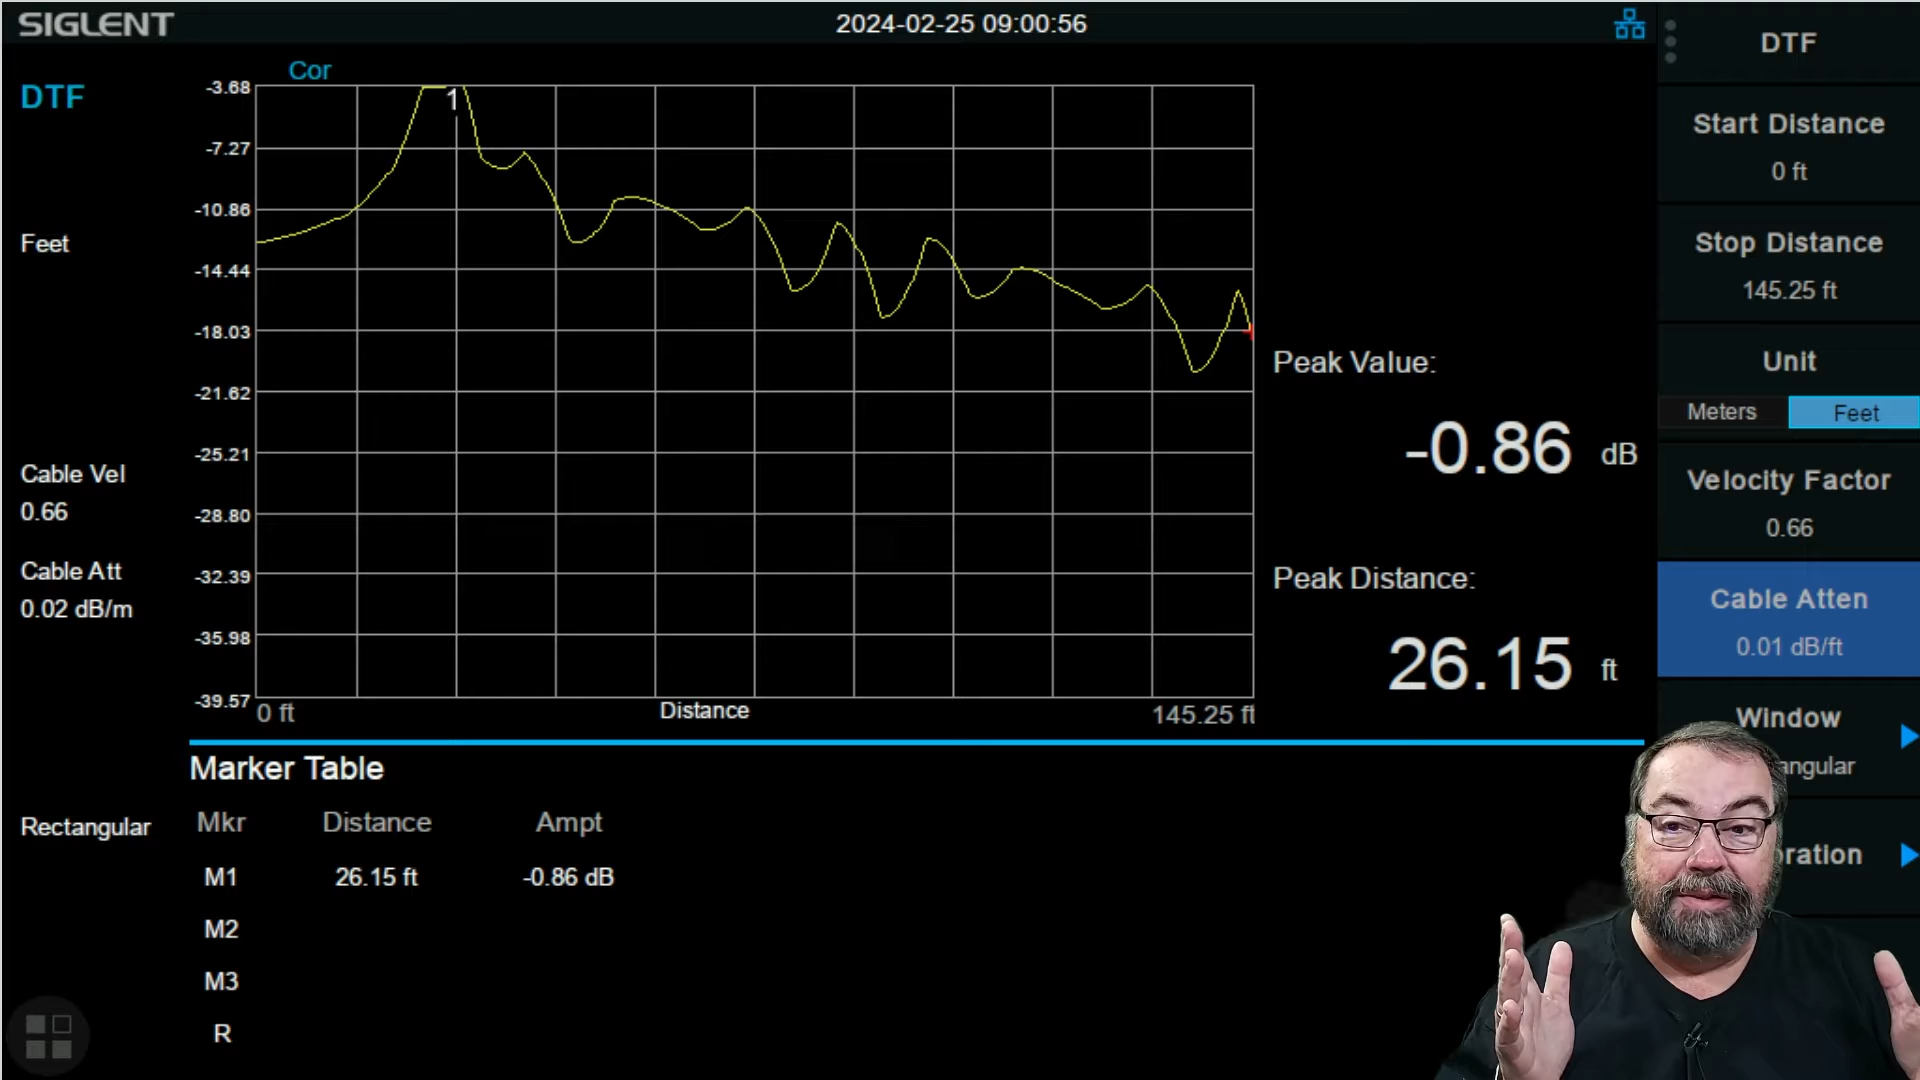 SIGLENT
2024-02-25 09:00:56
DTF
Cor
DTF
Feet
Cable Vel
0.66
Cable Att
0.02 dB/m
Rectangular
-3.68
-7.27
-10.86
-14.44
-18.03
-21.62
-25.21
-28.80
-32.39
-35.98
-39.57
1
0 ft
Distance
145.25 ft
Peak Value:
-0.86 dB
Peak Distance:
26.15 ft
Start Distance
0 ft
Stop Distance
145.25 ft
Unit
Meters Feet
Velocity Factor
0.66
Cable Atten
0.01 dB/ft
Window
angular
oration
Marker Table
Mkr Distance Ampt
M1 26.15 ft -0.86 dB
M2
M3
R